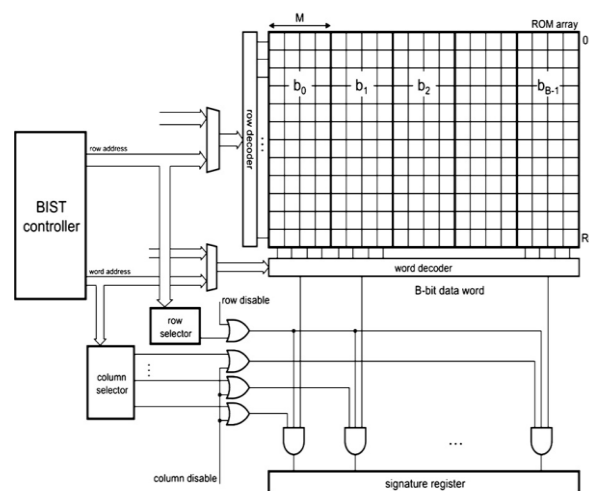 M
ROM array
0
b0
b1
b2
bB-1
row decoder
...
row address
BIST
controller
R
word address
word decoder
B-bit data word
row disable
row
selector
column
selector
...
...
column disable
signature register